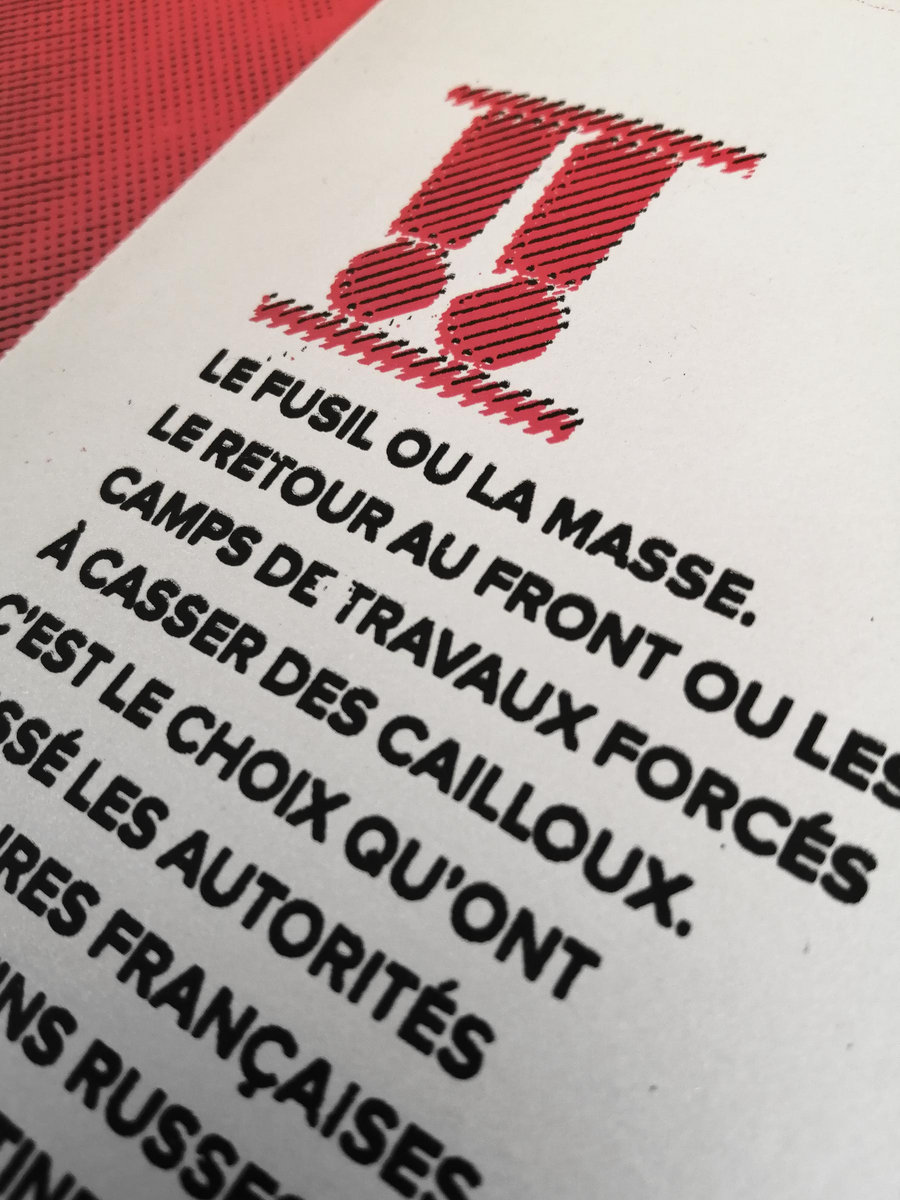 II
LE FUSIL OU LA MASSE.
LE RETOUR AU FRONT OU LES
CAMPS DE TRAVAUX FORCÉS
À CASSER DES CAILLOUX.
C'EST LE CHOIX QU'ONT
SSÉ LES AUTORITÉS
IRES FRANÇAISES
INS RUSSES